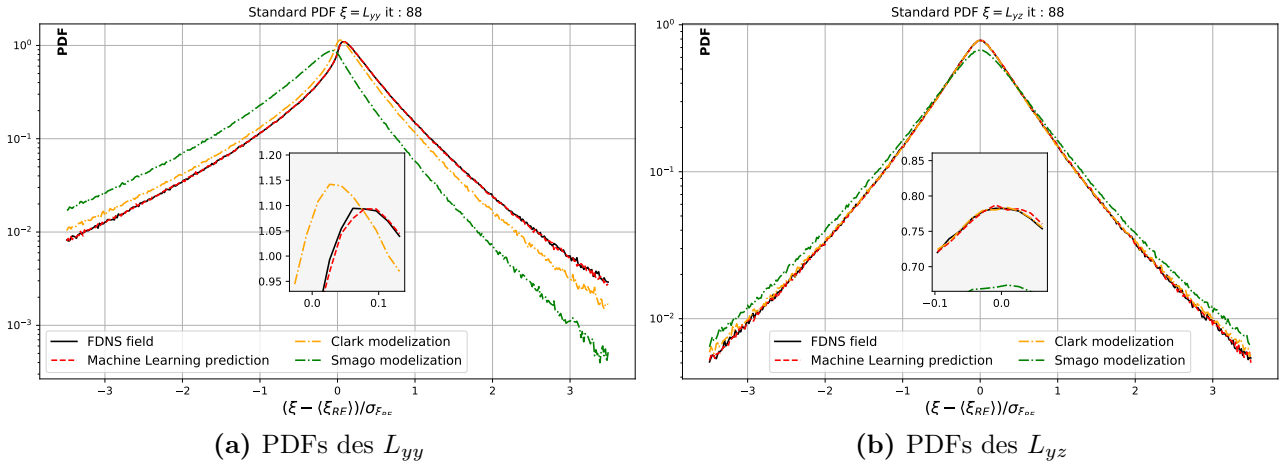 Standard PDF ξ = L_yy it : 88
PDF
10^0
10^-1
10^-2
10^-3
1.20
1.15
1.10
1.05
1.00
0.95
0.0 0.1
FDNS field
Machine Learning prediction
Clark modelization
Smago modelization
−3 −2 −1 0 1 2 3
(ξ − ⟨ξ_RE⟩)/σ_ξ
(a) PDFs des L_yy
Standard PDF ξ = L_yz it : 88
PDF
10^0
10^-1
10^-2
0.85
0.80
0.75
0.70
−0.1 0.0
FDNS field
Machine Learning prediction
Clark modelization
Smago modelization
−3 −2 −1 0 1 2 3
(ξ − ⟨ξ_RE⟩)/σ_ξ
(b) PDFs des L_yz